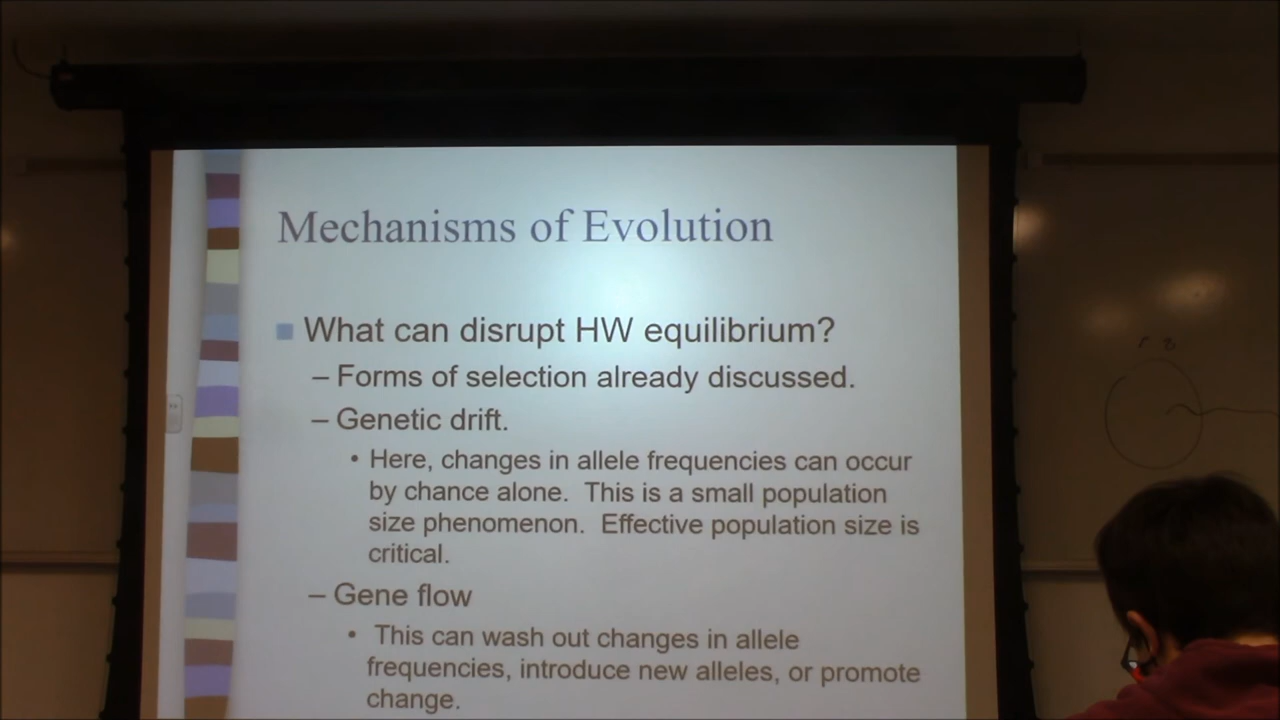 Mechanisms of Evolution
What can disrupt HW equilibrium?
– Forms of selection already discussed.
– Genetic drift.
• Here, changes in allele frequencies can occur
by chance alone.  This is a small population
size phenomenon.  Effective population size is
critical.
– Gene flow
• This can wash out changes in allele
frequencies, introduce new alleles, or promote
change.